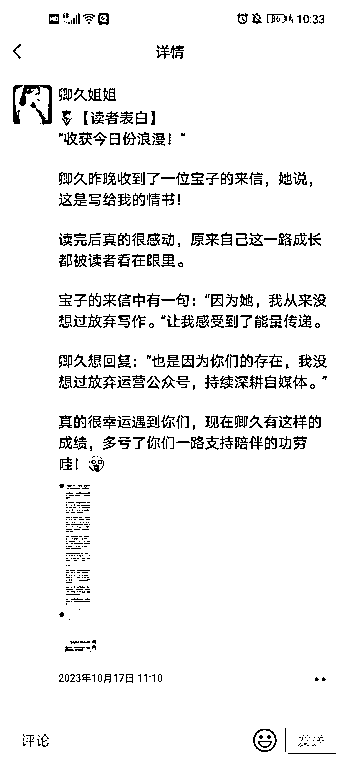 10:33
详情
卿久姐姐
【读者表白】
“收获今日份浪漫！”
卿久昨晚收到了一位宝子的来信，她说，
这是写给我的情书！
读完后真的很感动，原来自己这一路成长
都被读者看在眼里。
宝子的来信中有一句：“因为她，我从来没
想过放弃写作。”让我感受到了能量传递。
卿久想回复：“也是因为你们的存在，我没
想过放弃运营公众号，持续深耕自媒体。”
真的很幸运遇到你们，现在卿久有这样的
成绩，多亏了你们一路支持陪伴的功劳
哇！
2023年10月17日 11:10
评论
发送